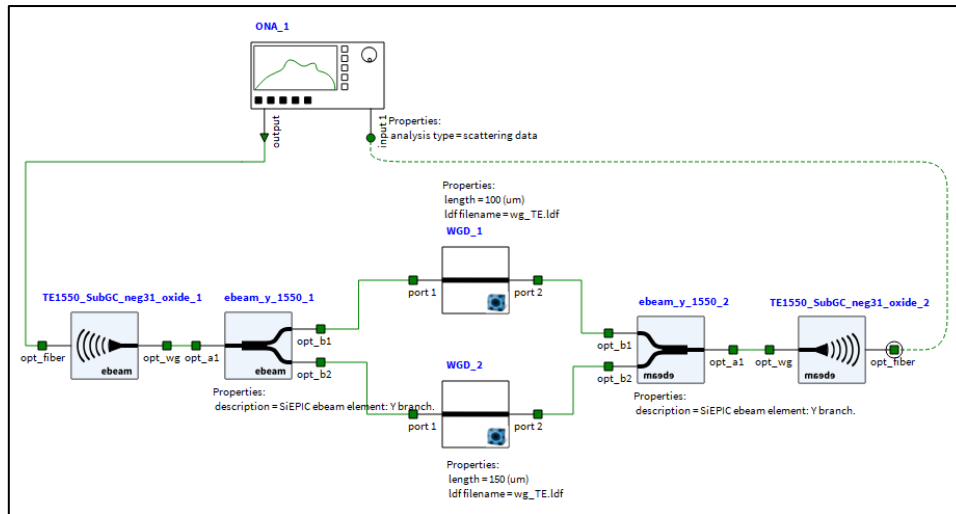 ONA_1
output
input 1
Properties:
analysis type = scattering data
Properties:
length = 100 (um)
ldf filename = wg_TE.ldf
WGD_1
port 1
port 2
TE1550_SubGC_neg31_oxide_1
ebeam_y_1550_1
ebeam_y_1550_2
TE1550_SubGC_neg31_oxide_2
opt_fiber
ebeam
opt_wg
opt_a1
ebeam
opt_b1
opt_b2
Properties:
description = SiEPIC ebeam element: Y branch.
WGD_2
port 1
port 2
Properties:
length = 150 (um)
ldf filename = wg_TE.ldf
opt_b1
opt_b2
ebeam
opt_a1
opt_wg
ebeam
opt_fiber
Properties:
description = SiEPIC ebeam element: Y branch.